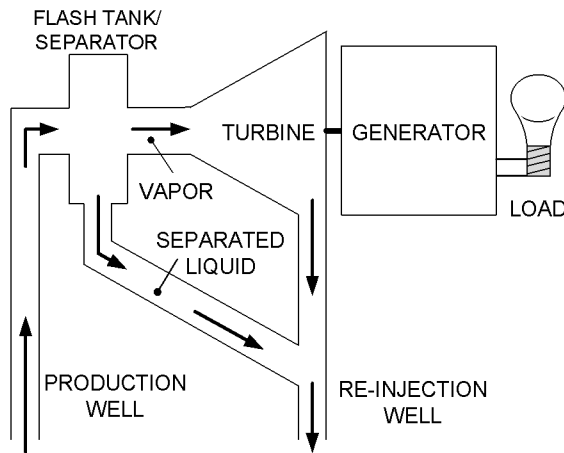 FLASH TANK/
SEPARATOR
TURBINE
GENERATOR
VAPOR
LOAD
SEPARATED
LIQUID
PRODUCTION
WELL
RE-INJECTION
WELL